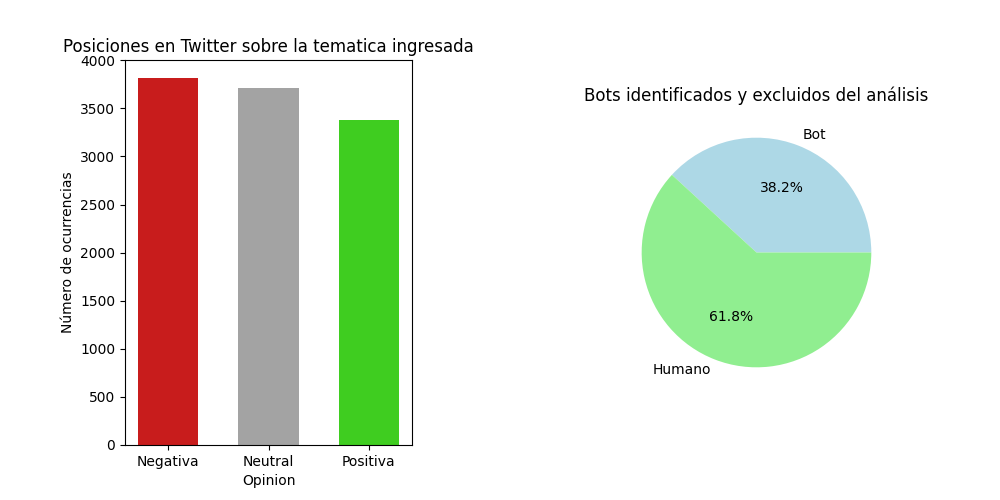 Posiciones en Twitter sobre la tematica ingresada
Número de ocurrencias
4000
3500
3000
2500
2000
1500
1000
500
0
Negativa
Neutral
Positiva
Opinion
Bots identificados y excluidos del análisis
Bot
38.2%
61.8%
Humano